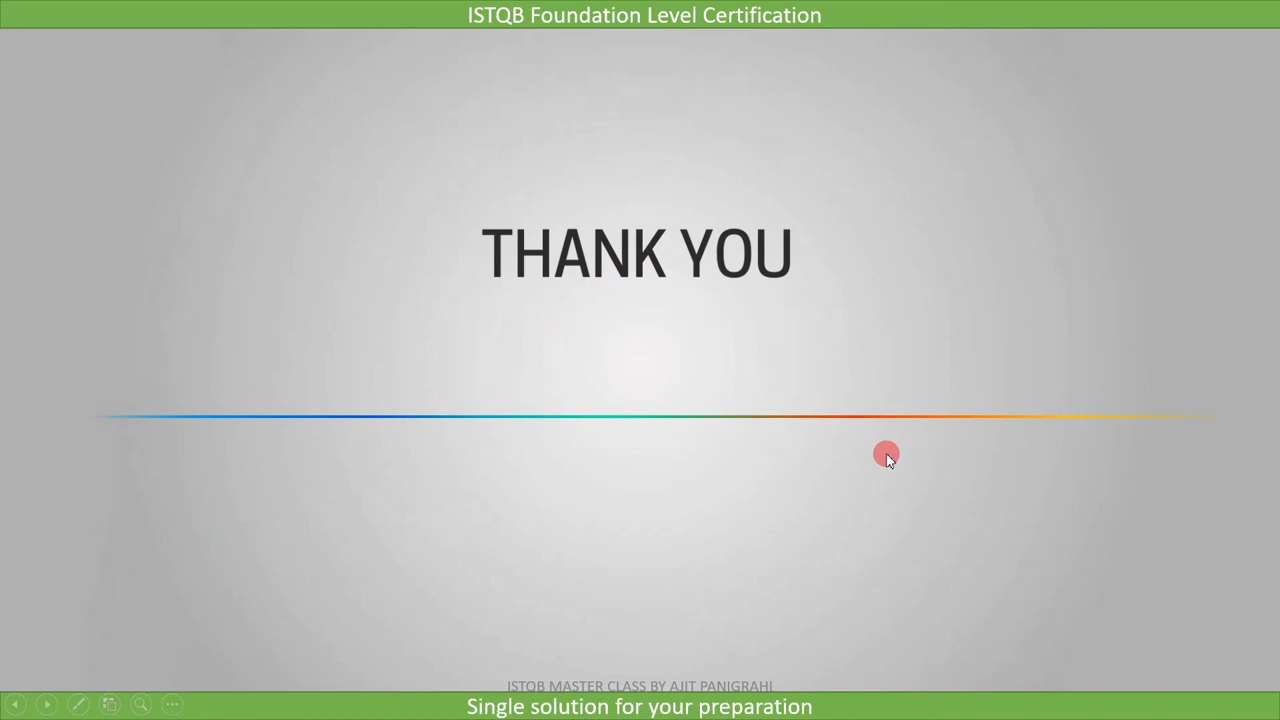 ISTQB Foundation Level Certification
THANK YOU
ISTQB MASTER CLASS BY AJIT PANIGRAHI
Single solution for your preparation